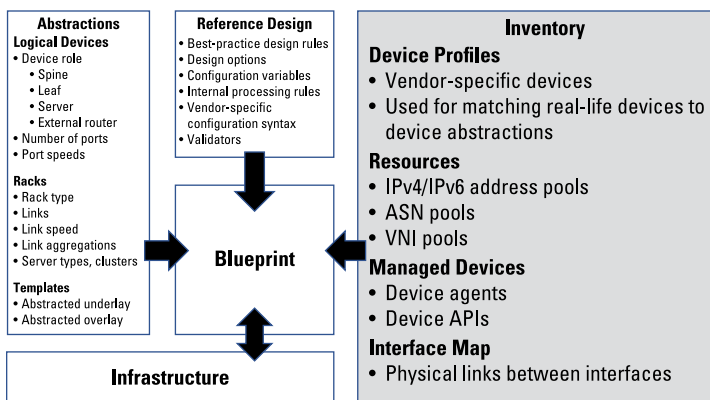 Abstractions
Logical Devices
• Device role
• Spine
• Leaf
• Server
• External router
• Number of ports
• Port speeds
Racks
• Rack type
• Links
• Link speed
• Link aggregations
• Server types, clusters
Templates
• Abstracted underlay
• Abstracted overlay
Reference Design
• Best-practice design rules
• Design options
• Configuration variables
• Internal processing rules
• Vendor-specific
configuration syntax
• Validators
Blueprint
Infrastructure
Inventory
Device Profiles
• Vendor-specific devices
• Used for matching real-life devices to
device abstractions
Resources
• IPv4/IPv6 address pools
• ASN pools
• VNI pools
Managed Devices
• Device agents
• Device APIs
Interface Map
• Physical links between interfaces